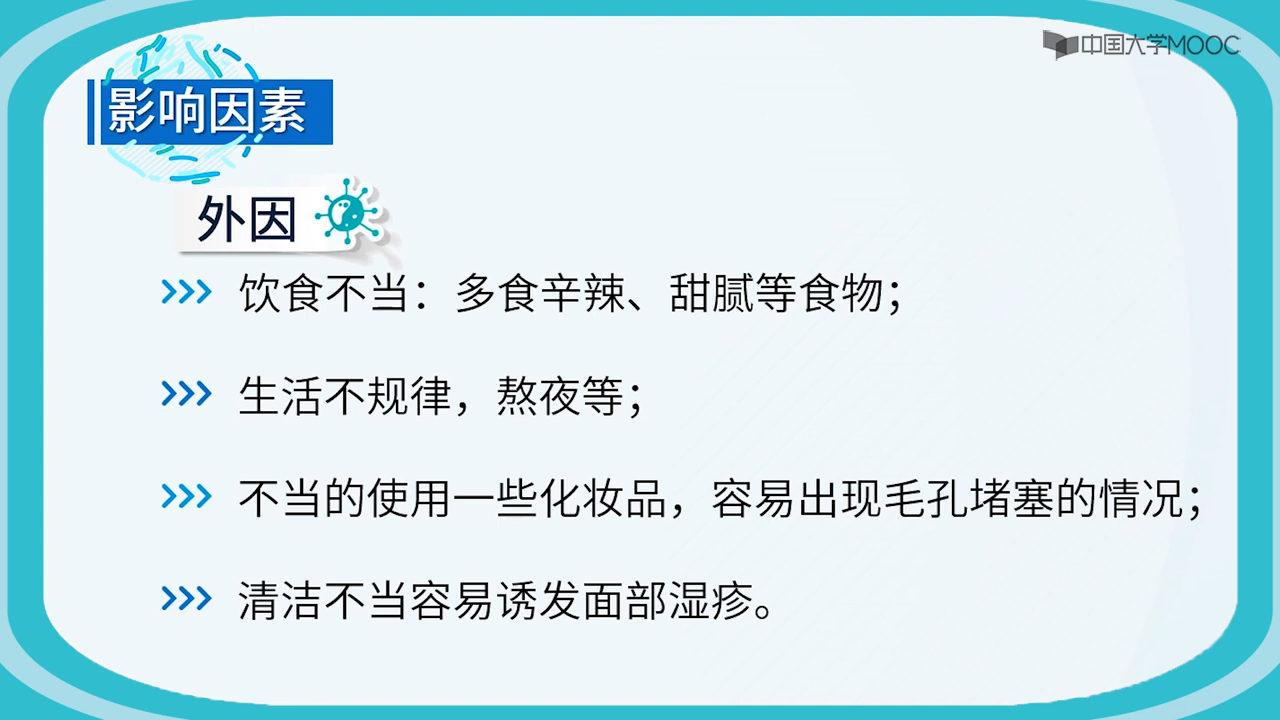 中国大学MOOC
影响因素
外因
饮食不当：多食辛辣、甜腻等食物；
生活不规律，熬夜等；
不当的使用一些化妆品，容易出现毛孔堵塞的情况；
清洁不当容易诱发面部湿疹。